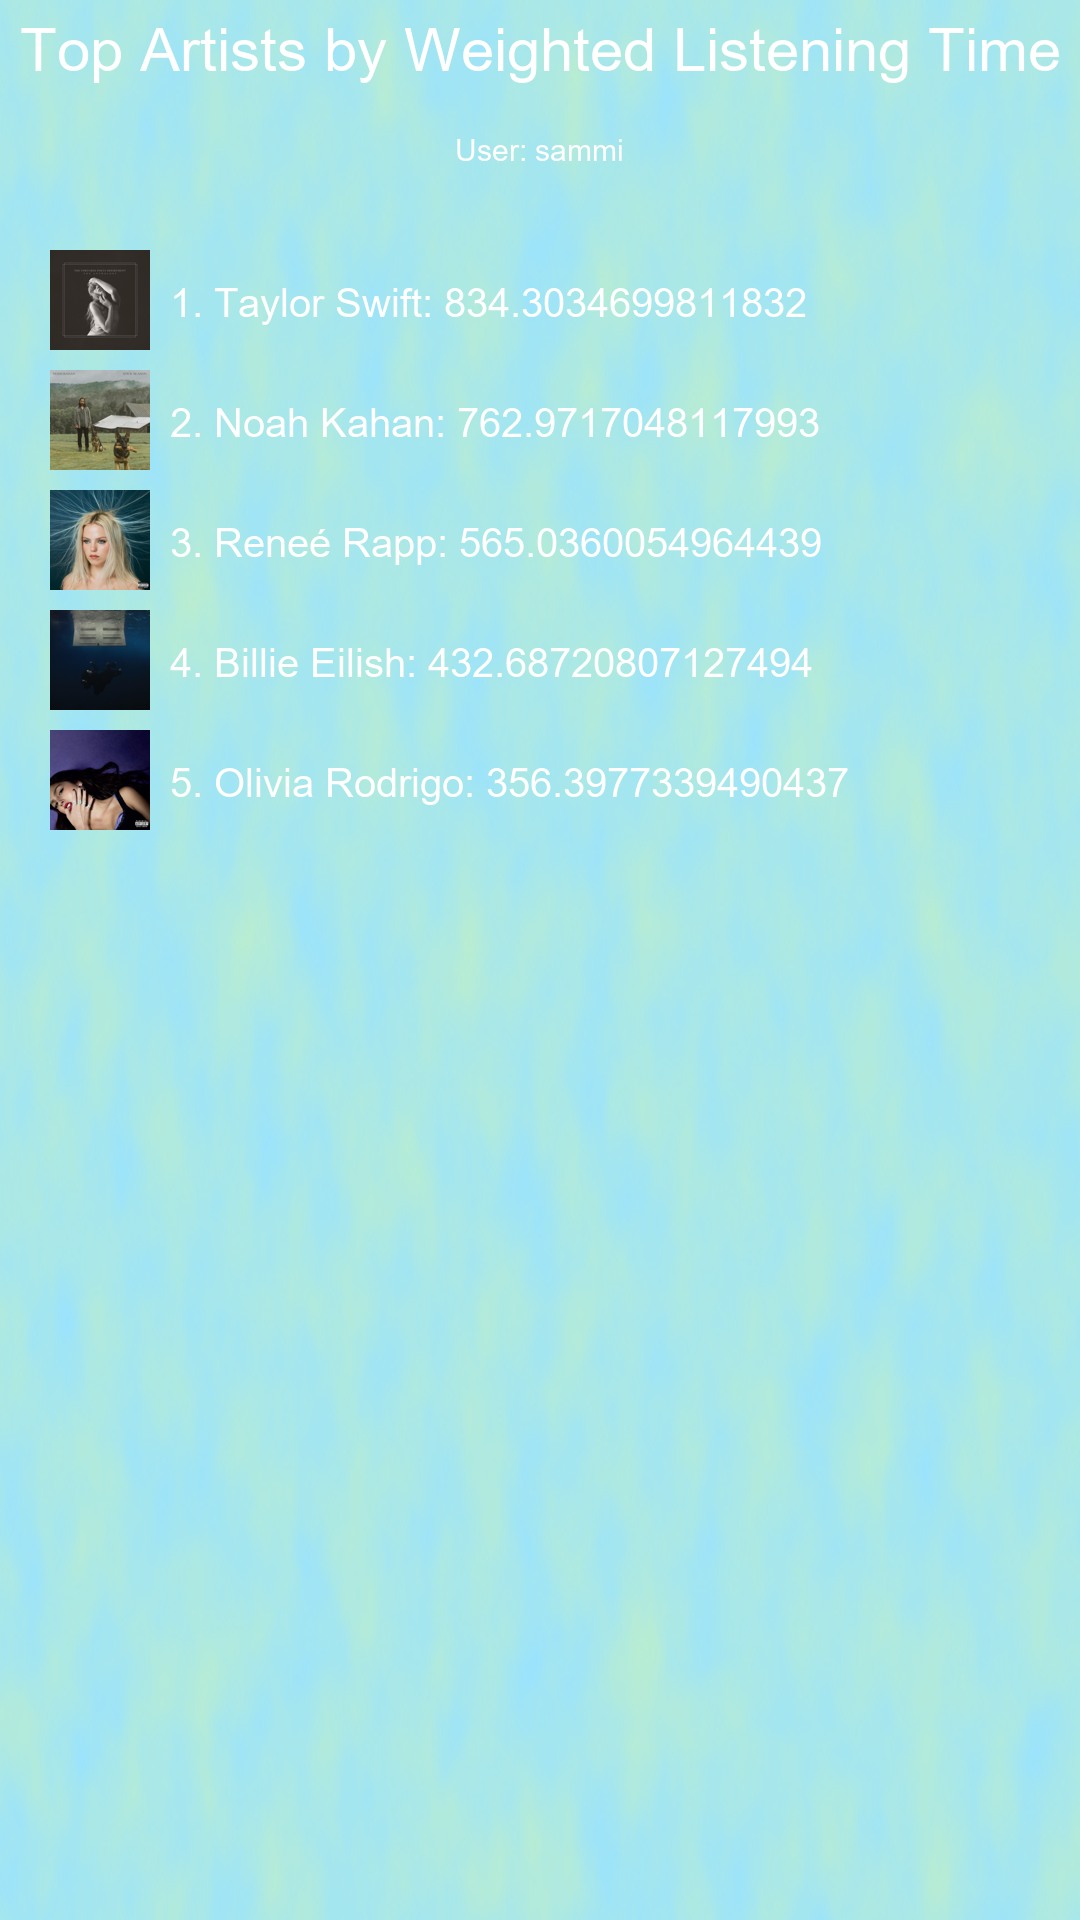 Top Artists by Weighted Listening Time
User: sammi
1. Taylor Swift: 834.3034699811832
2. Noah Kahan: 762.9717048117993
3. Reneé Rapp: 565.0360054964439
4. Billie Eilish: 432.68720807127494
5. Olivia Rodrigo: 356.3977339490437